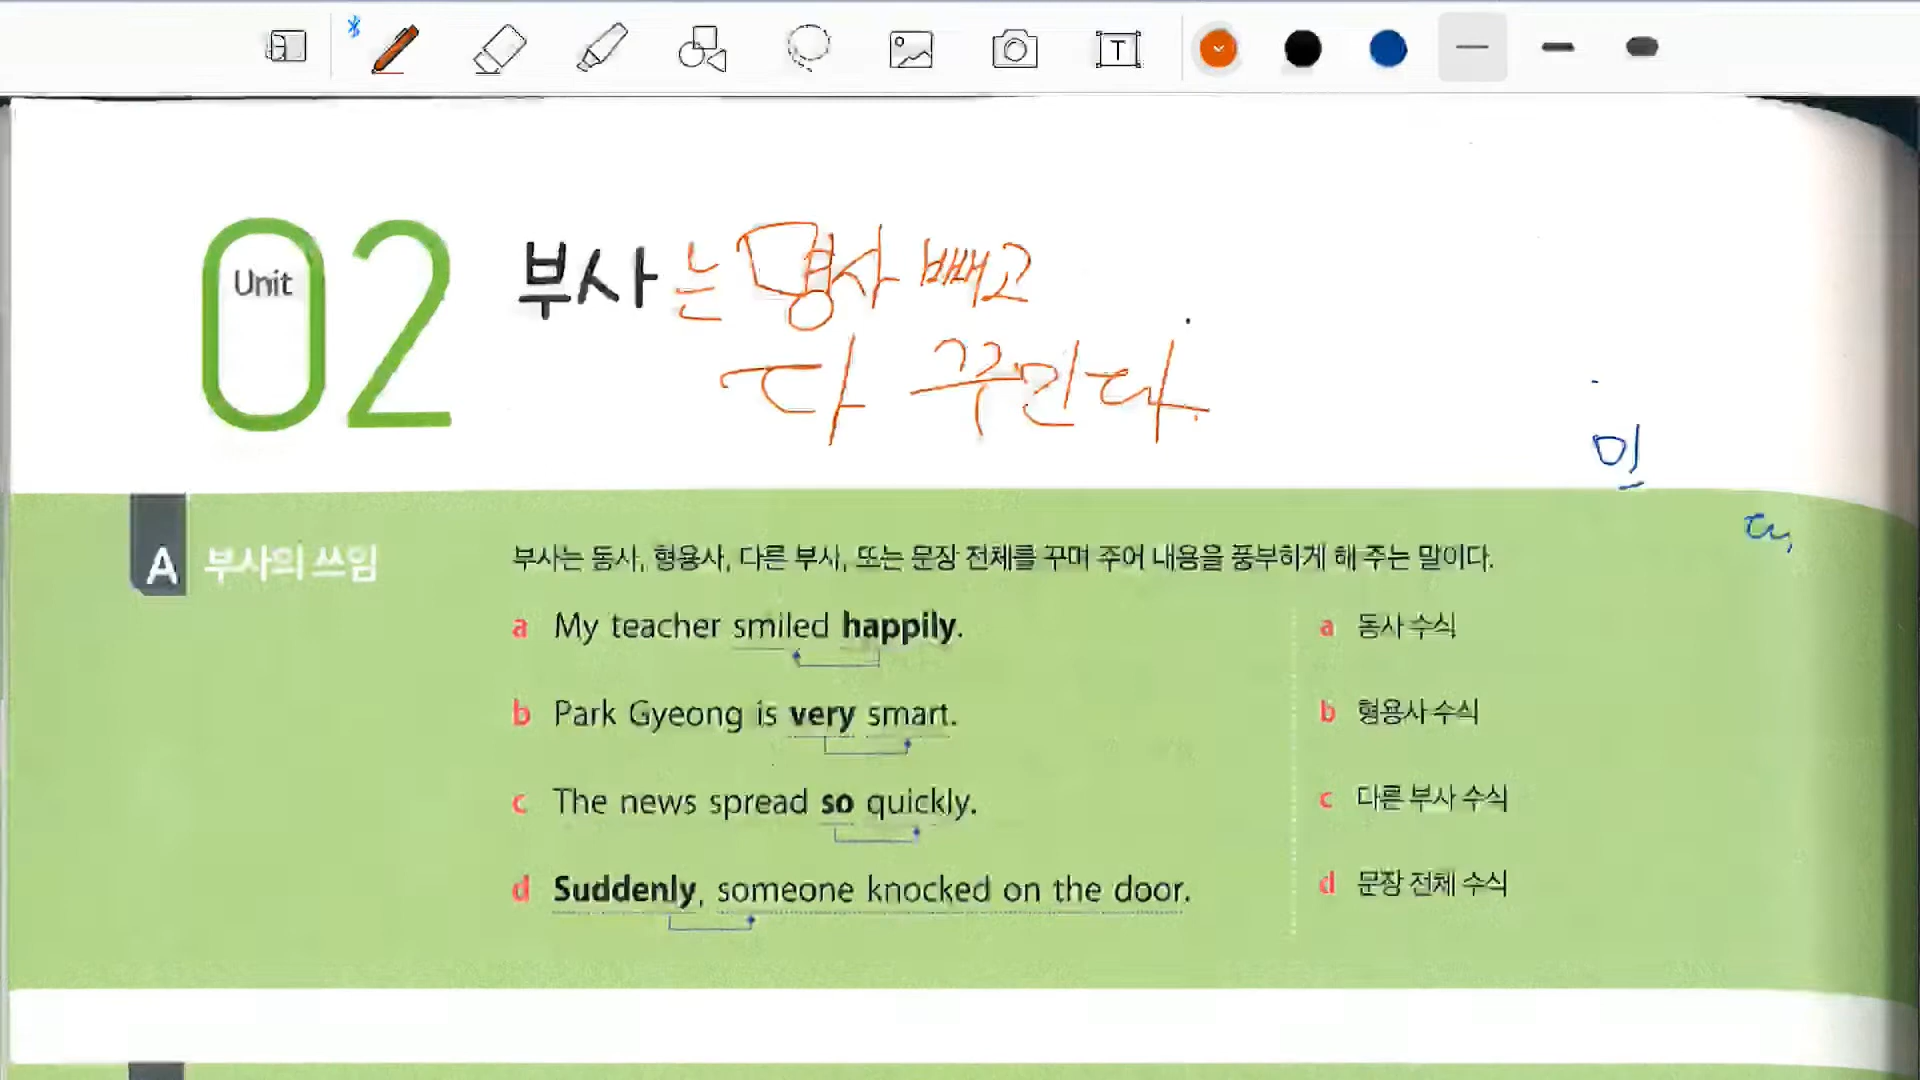 T
Unit 02
부사는 명사 빼고
다 꾸민다.
미
A 부사의 쓰임
부사는 동사, 형용사, 다른 부사, 또는 문장 전체를 꾸며 주어 내용을 풍부하게 해 주는 말이다.
a My teacher smiled happily.
a 동사 수식
b Park Gyeong is very smart.
b 형용사 수식
c The news spread so quickly.
c 다른 부사 수식
d Suddenly, someone knocked on the door.
d 문장 전체 수식